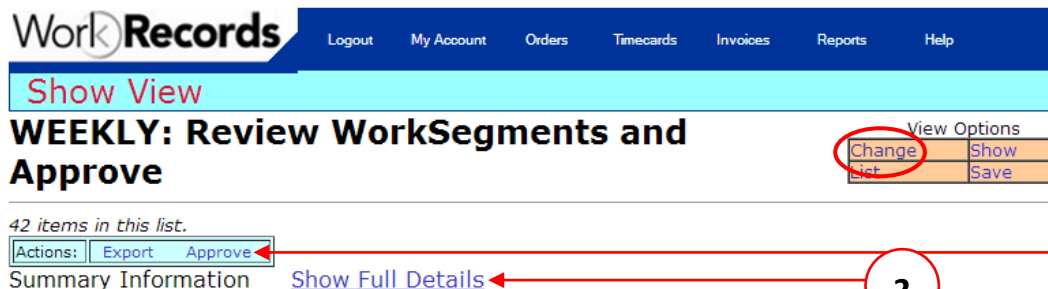 WorkRecords Logout My Account Orders Timecards Invoices Reports Help
Show View
WEEKLY: Review WorkSegments and
Approve
View Options
Change Show
List Save
42 items in this list.
Actions: Export Approve
Summary Information Show Full Details